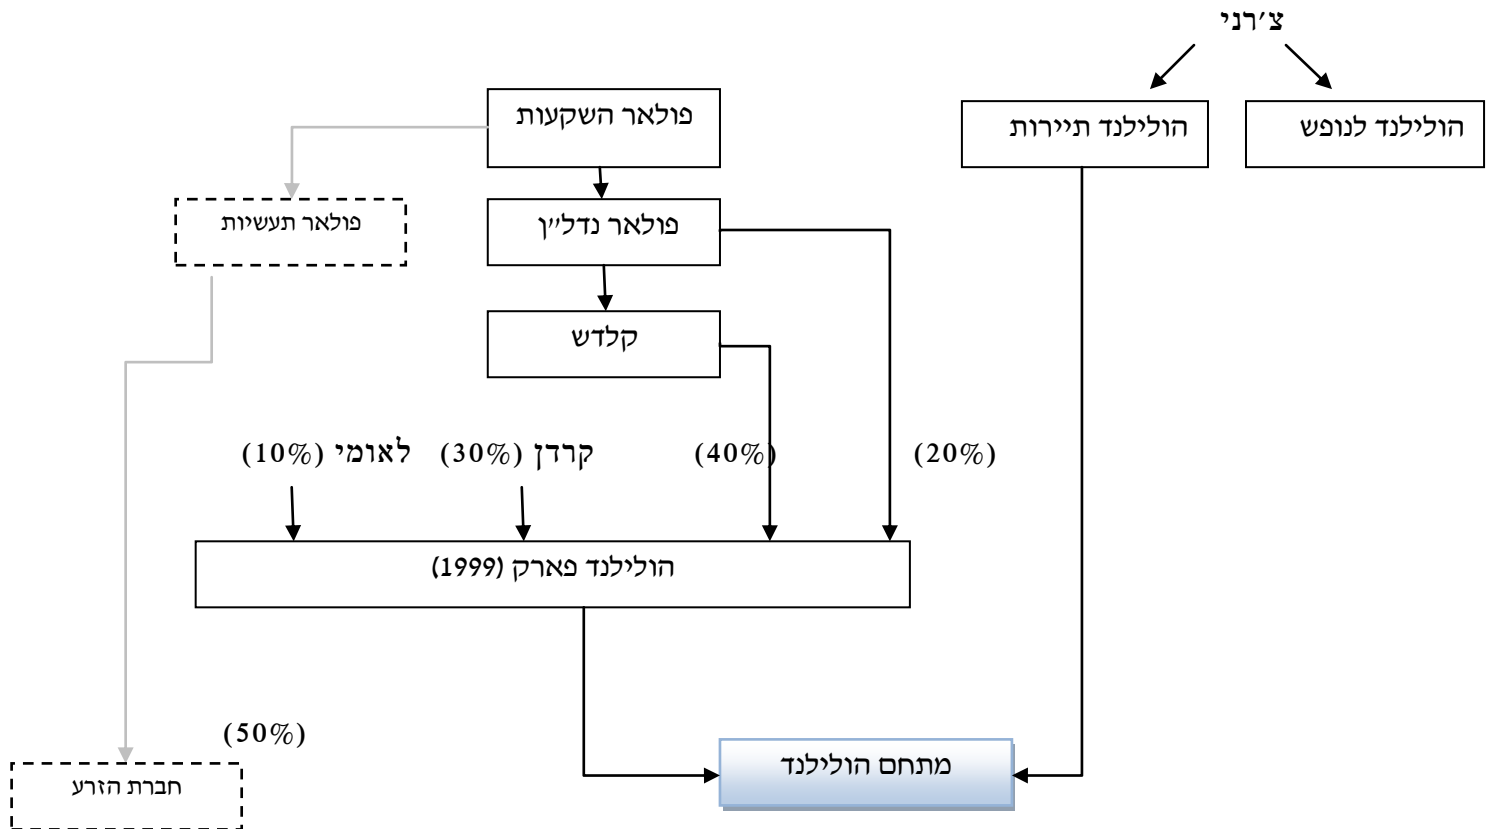 צ'רני
הולילנד לנופש
הולילנד תיירות
פולאר השקעות
פולאר תעשיות
פולאר נדל"ן
קלדש
(20%)
(40%)
קרדן (30%)
לאומי (10%)
הולילנד פארק (1999)
(50%)
מתחם הולילנד
חברת הזרע